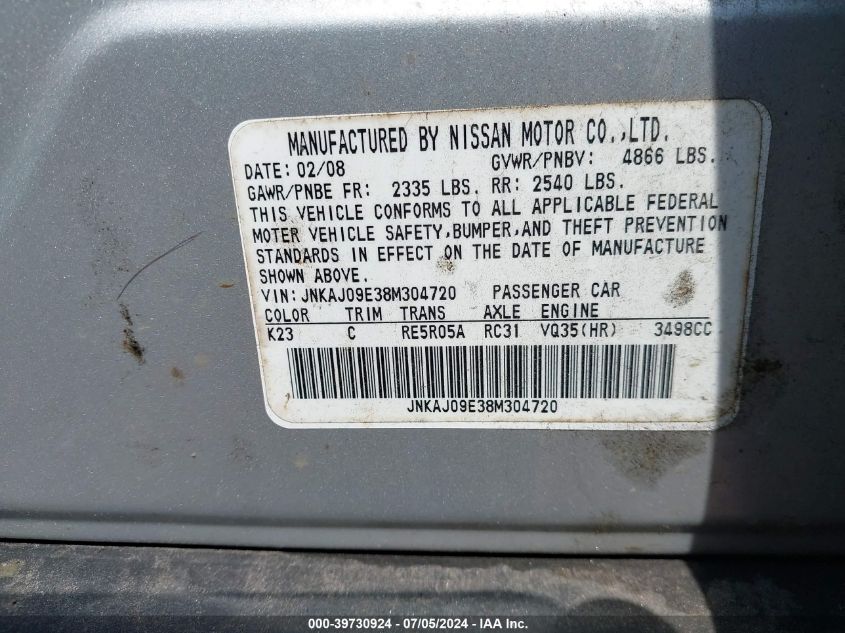 MANUFACTURED BY NISSAN MOTOR CO.,LTD.
DATE: 02/08 GVWR/PNBV: 4866 LBS.
GAWR/PNBE FR: 2335 LBS. RR: 2540 LBS.
THIS VEHICLE CONFORMS TO ALL APPLICABLE FEDERAL
MOTER VEHICLE SAFETY,BUMPER,AND THEFT PREVENTION
STANDARDS IN EFFECT ON THE DATE OF MANUFACTURE
SHOWN ABOVE.
VIN: JNKAJ09E38M304720 PASSENGER CAR
COLOR TRIM TRANS AXLE ENGINE
K23 C RE5R05A RC31 VQ35(HR) 3498CC
JNKAJ09E38M304720
000-39730924 | 07/05/2024 - IAA Inc.